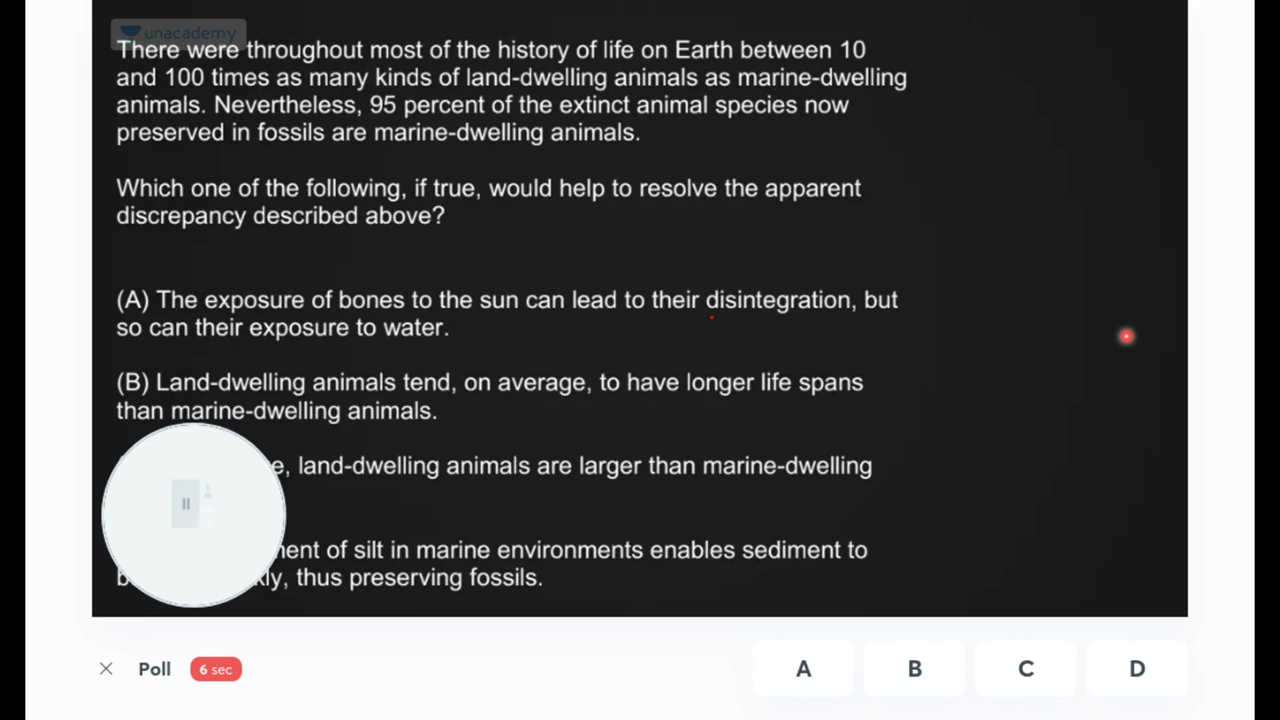 unacademy
There were throughout most of the history of life on Earth between 10
and 100 times as many kinds of land-dwelling animals as marine-dwelling
animals. Nevertheless, 95 percent of the extinct animal species now
preserved in fossils are marine-dwelling animals.
Which one of the following, if true, would help to resolve the apparent
discrepancy described above?
(A) The exposure of bones to the sun can lead to their disintegration, but
so can their exposure to water.
(B) Land-dwelling animals tend, on average, to have longer life spans
than marine-dwelling animals.
land-dwelling animals are larger than marine-dwelling
of silt in marine environments enables sediment to
thus preserving fossils.
Poll 6 sec A B C D